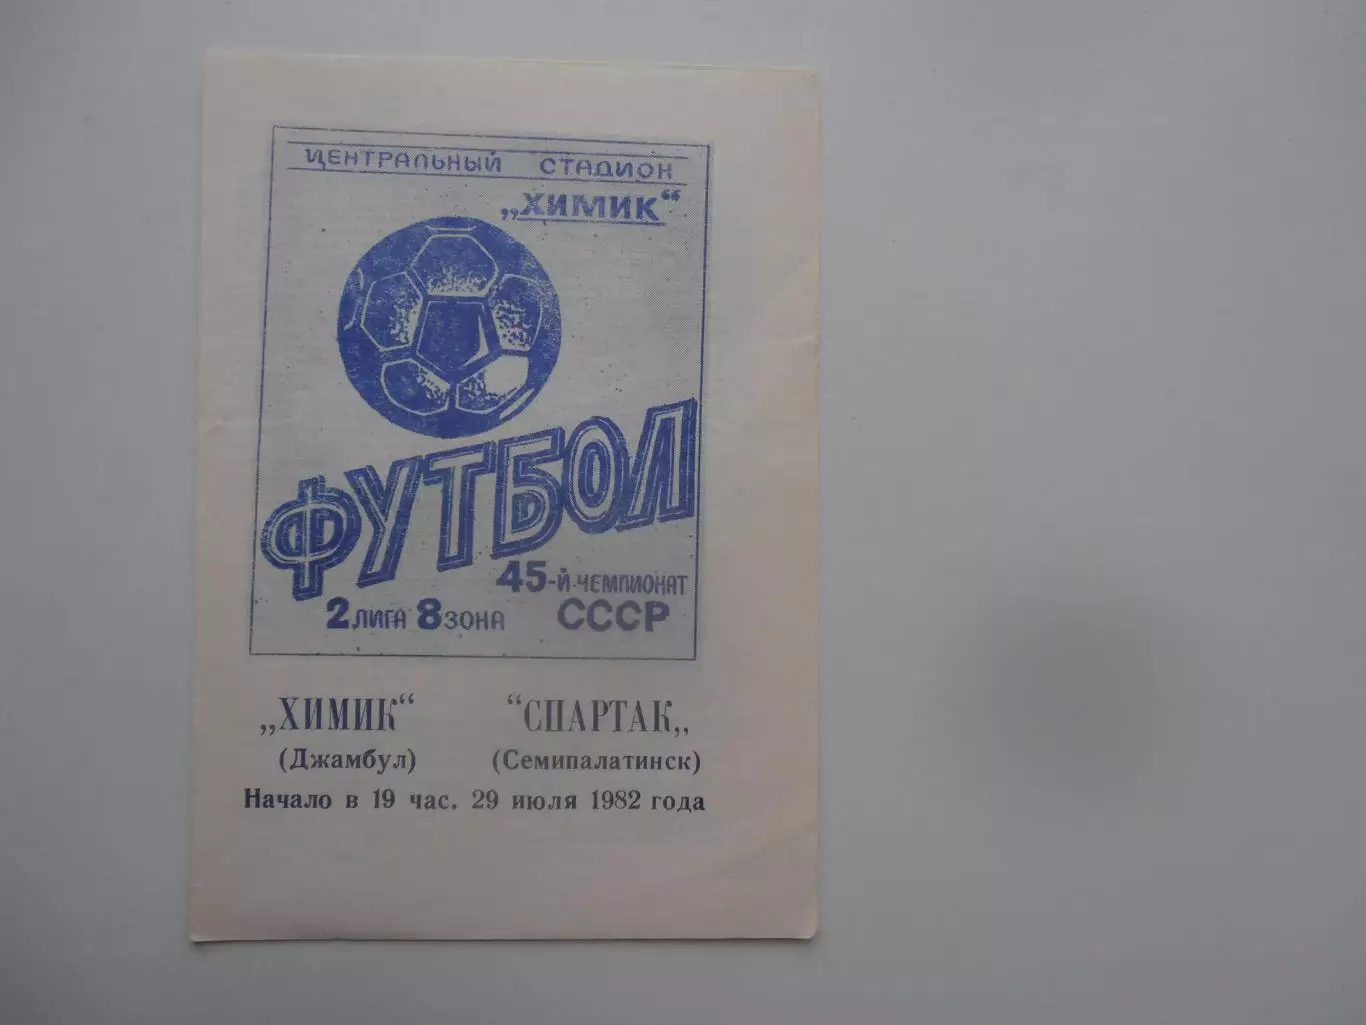 ЦЕНТРАЛЬНЫЙ СТАДИОН
„ХИМИК“
ФУТБОЛ
45-й ЧЕМПИОНАТ
2 ЛИГА 8 ЗОНА СССР
„ХИМИК“ “СПАРТАК„
(Джамбул) (Семипалатинск)
Начало в 19 час. 29 июля 1982 года